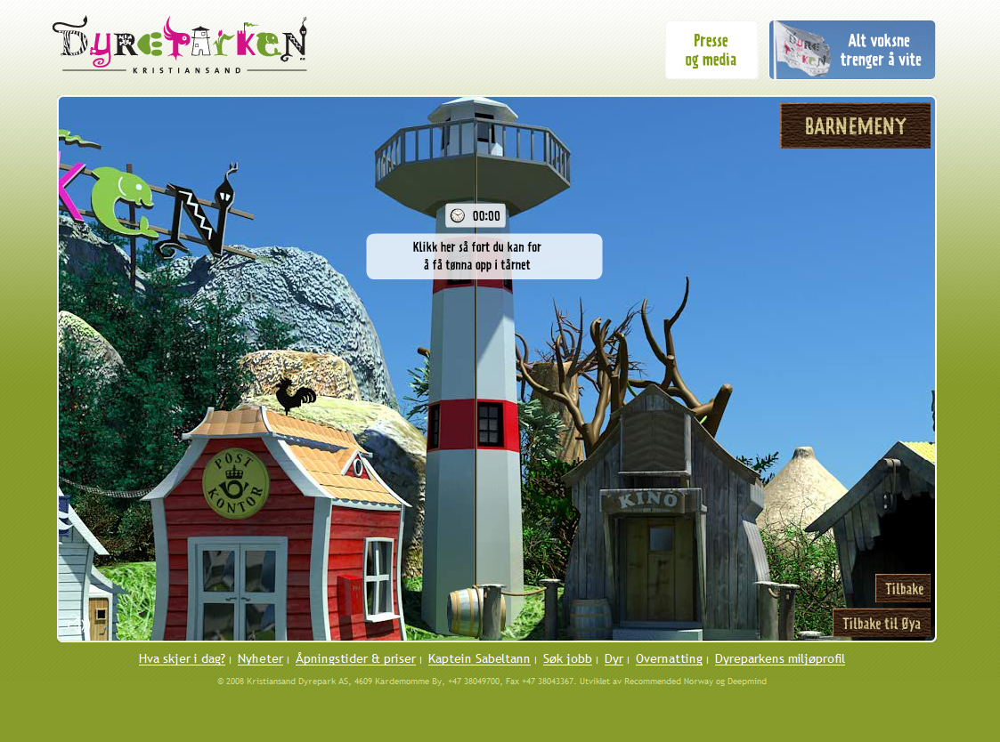 DYREPARKEN
KRISTIANSAND
Presse
og media
Alt voksne
trenger å vite
BARNEMENY
KEN
00:00
Klikk her så fort du kan for
å få tønna opp i tårnet
POST
KONTOR
KINO
Tilbake
Tilbake til Øya
Hva skjer i dag? | Nyheter | Åpningstider & priser | Kaptein Sabeltann | Søk jobb | Dyr | Overnatting | Dyreparkens miljøprofil
© 2008 Kristiansand Dyrepark AS, 4609 Kardemomme By, +47 38049700, Fax +47 38043367. Utviklet av Recommended Norway og Deepmind